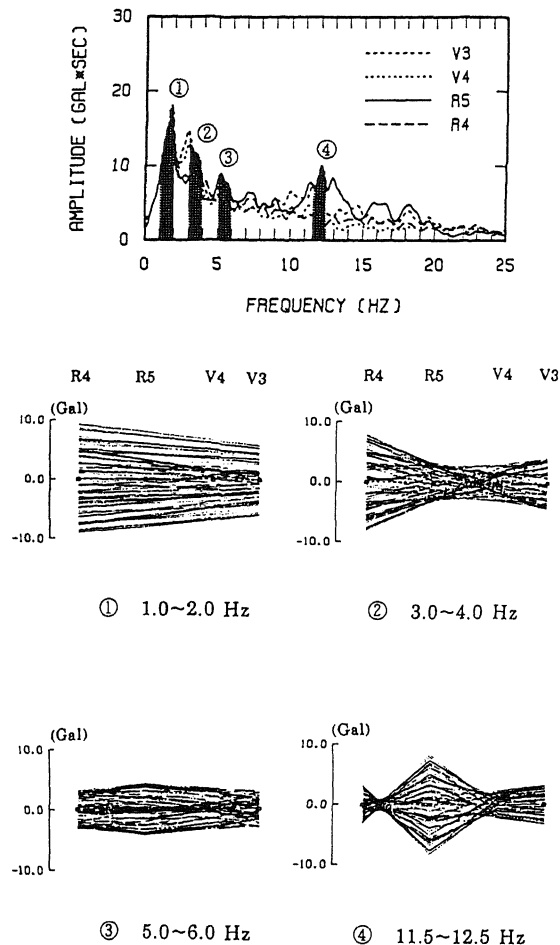 30
20
10
0
AMPLITUDE (GAL*SEC)
V3
V4
R5
R4
① ② ③ ④
0 5 10 15 20 25
FREQUENCY (HZ)
R4 R5 V4 V3 R4 R5 V4 V3
(Gal) (Gal)
10.0 10.0
0.0 0.0
-10.0 -10.0
① 1.0~2.0 Hz ② 3.0~4.0 Hz
(Gal) (Gal)
10.0 10.0
0.0 0.0
-10.0 -10.0
③ 5.0~6.0 Hz ④ 11.5~12.5 Hz